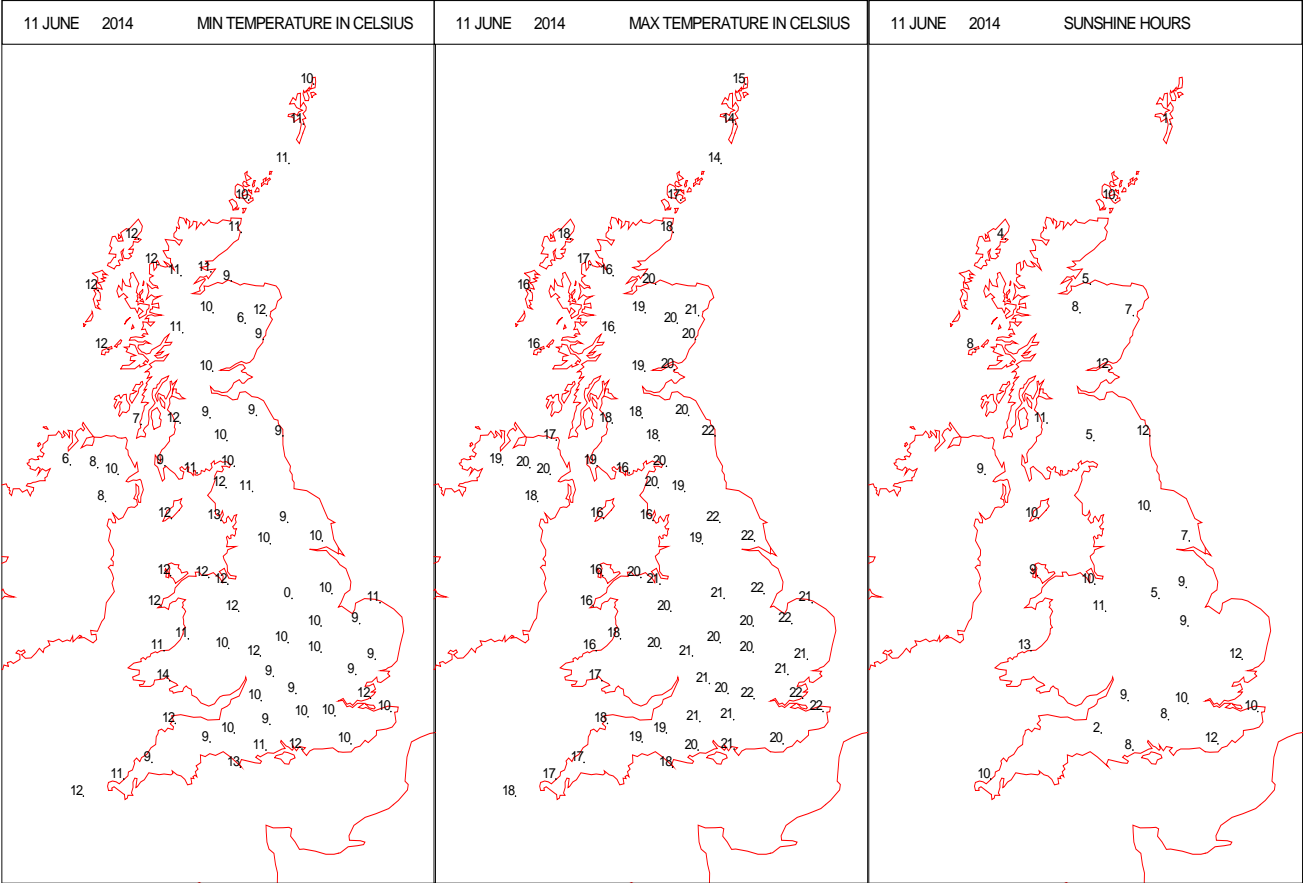 11 JUNE 2014 MIN TEMPERATURE IN CELSIUS
10.
11.
11.
10.
11.
12.
12. 11. 11.
9.
12.
10. 12.
6.
11. 9.
12.
10.
7. 12. 9. 9.
10. 9.
6. 8. 10. 9. 11. 10.
12. 11.
8.
12. 13. 9.
10. 10.
12. 12. 12.
0. 10.
12. 12. 11.
10. 9.
11. 11. 10. 10. 10.
12. 9.
14. 9. 9.
10. 9. 12.
12. 9. 10. 10. 10.
10.
9. 11. 12. 10.
9. 13.
11.
12.
11 JUNE 2014 MAX TEMPERATURE IN CELSIUS
15.
14.
14.
17.
18. 18.
17. 16.
16. 20.
19. 21.
16. 20.
20.
16.
19. 20.
18. 18. 20.
17. 18. 22.
19. 20. 20. 19. 16. 20.
20. 19.
18.
16. 16. 22.
19. 22.
16. 20. 21.
21. 22.
16. 20. 21.
20. 22.
16. 18. 20. 20. 20.
21. 21.
17. 21. 21.
20. 22. 22.
18. 21. 21. 22.
19. 19. 21. 21. 20.
17. 18.
17.
18.
11 JUNE 2014 SUNSHINE HOURS
1.
10.
4.
5.
8. 7.
8.
12.
11.
5. 12.
9.
10. 10.
7.
9. 10.
5. 9.
11.
9.
13. 12.
9. 10. 10.
8.
2. 8. 12.
10.